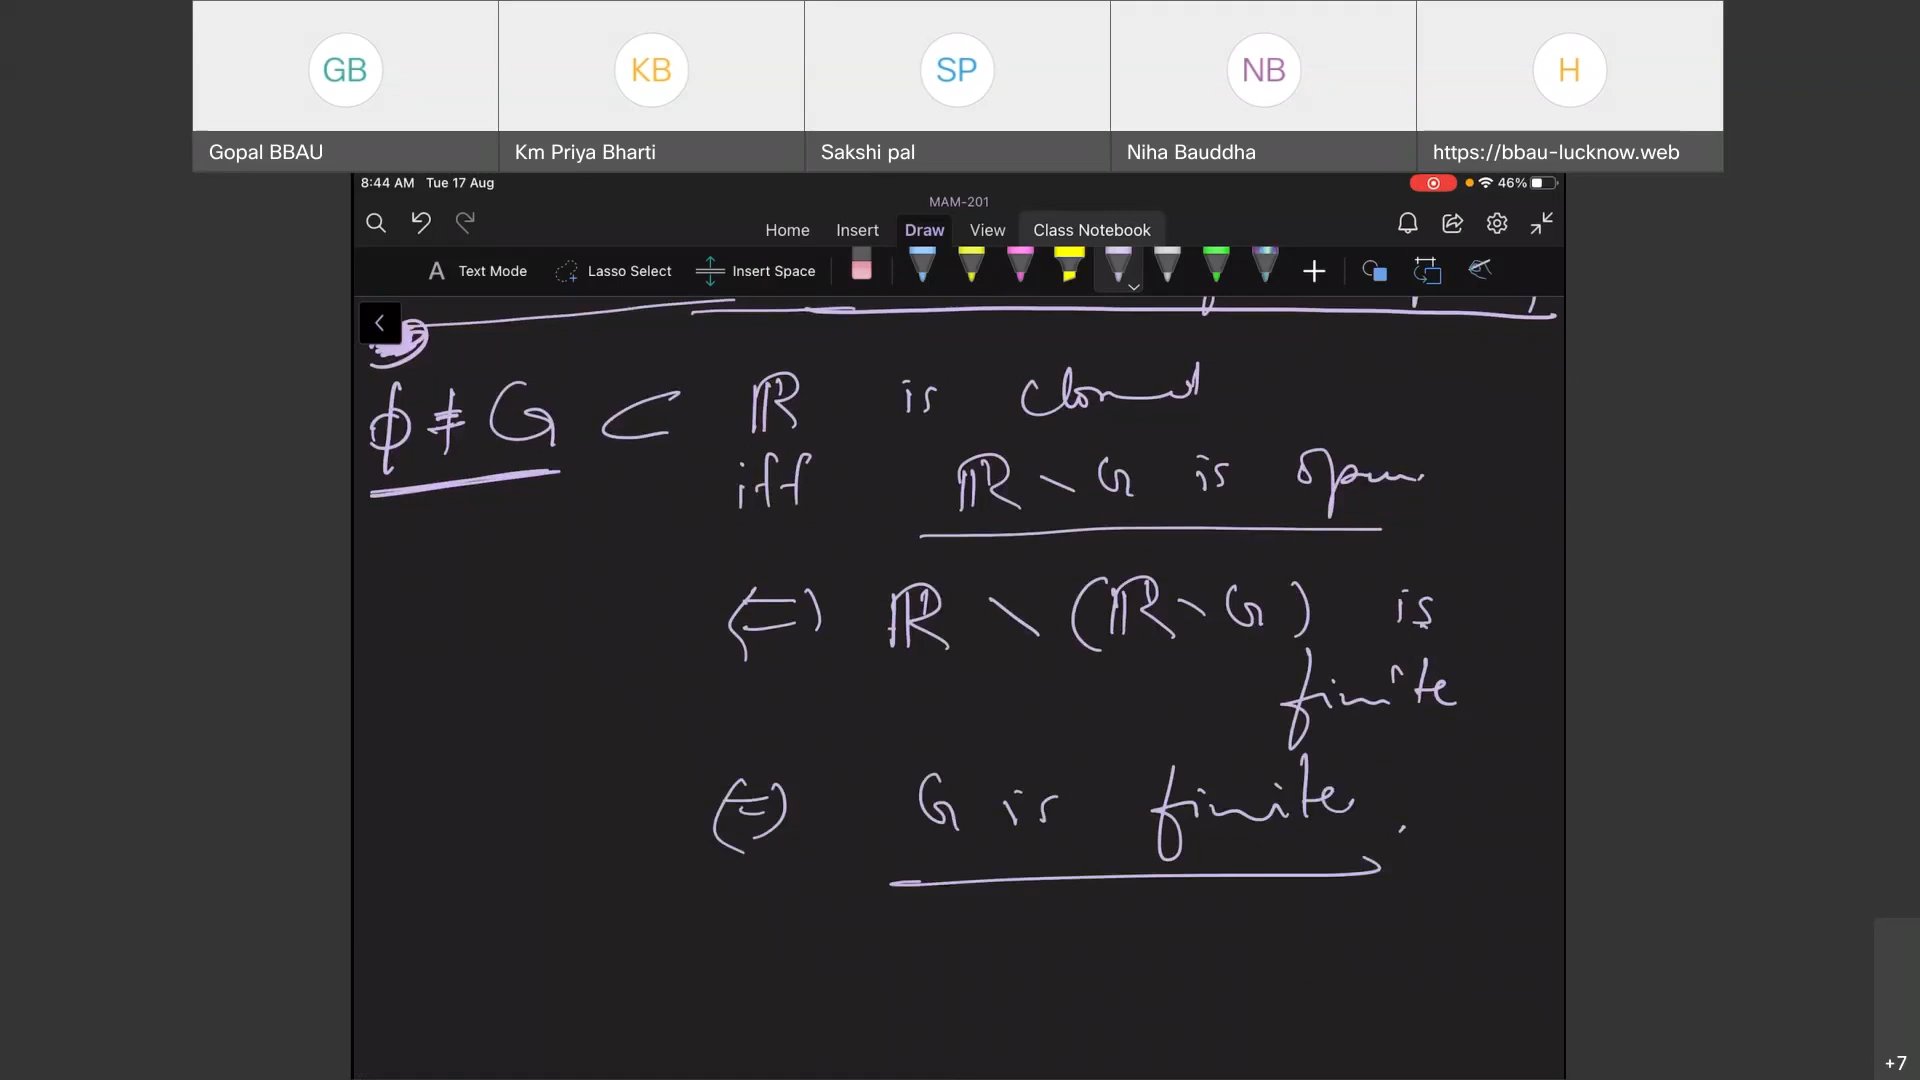 GB KB SP NB H
Gopal BBAU Km Priya Bharti Sakshi pal Niha Bauddha https://bbau-lucknow.web
8:44 AM Tue 17 Aug 46%
MAM-201
Home Insert Draw View Class Notebook
A Text Mode Lasso Select Insert Space
ϕ ≠ G ⊂ ℝ is closed
iff ℝ \ G is open.
⇔ ℝ \ (ℝ \ G) is
finite
⇔ G is finite.
+7